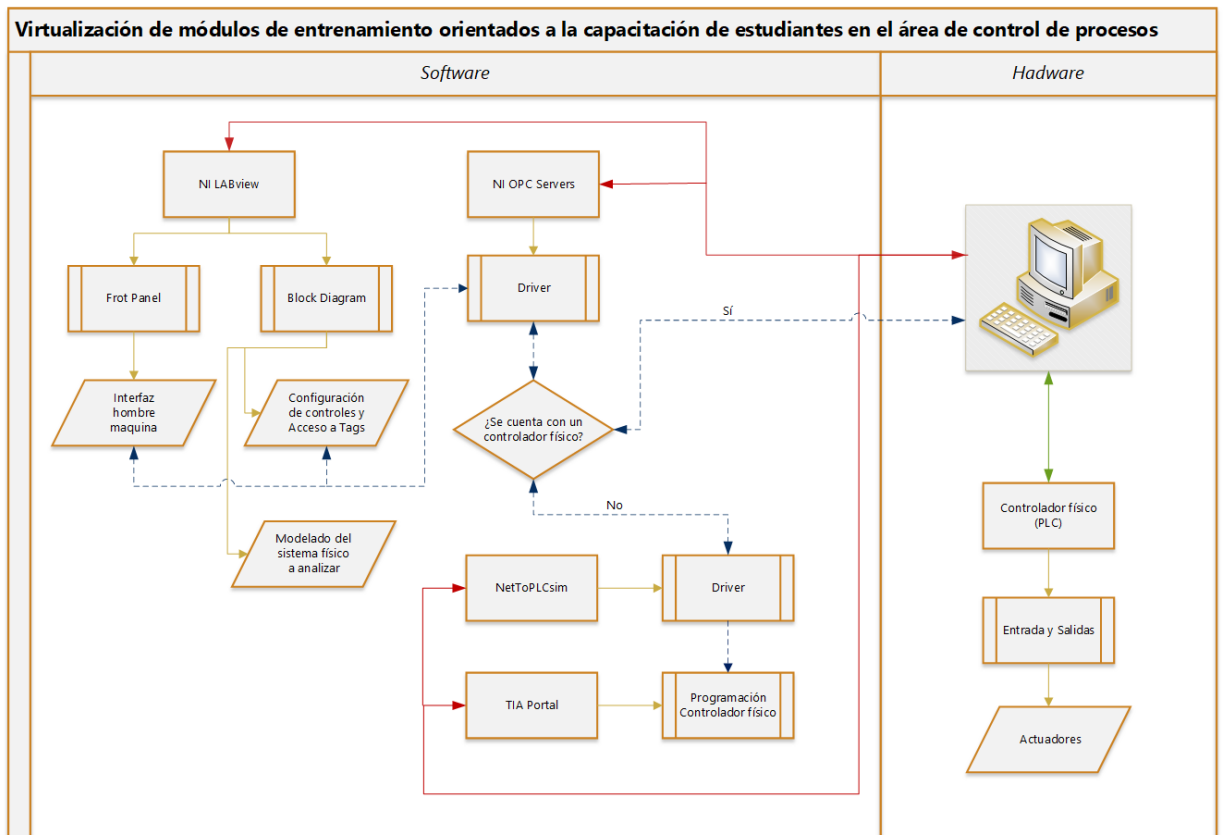 Virtualización de módulos de entrenamiento orientados a la capacitación de estudiantes en el área de control de procesos
Software
Hadware
NI LABview
NI OPC Servers
Frot Panel
Block Diagram
Driver
Sí
Interfaz
hombre
maquina
Configuración
de controles y
Acceso a Tags
¿Se cuenta con un
controlador físico?
No
Modelado del
sistema físico
a analizar
NetToPLCsim
Driver
TIA Portal
Programación
Controlador físico
Controlador físico
(PLC)
Entrada y Salidas
Actuadores